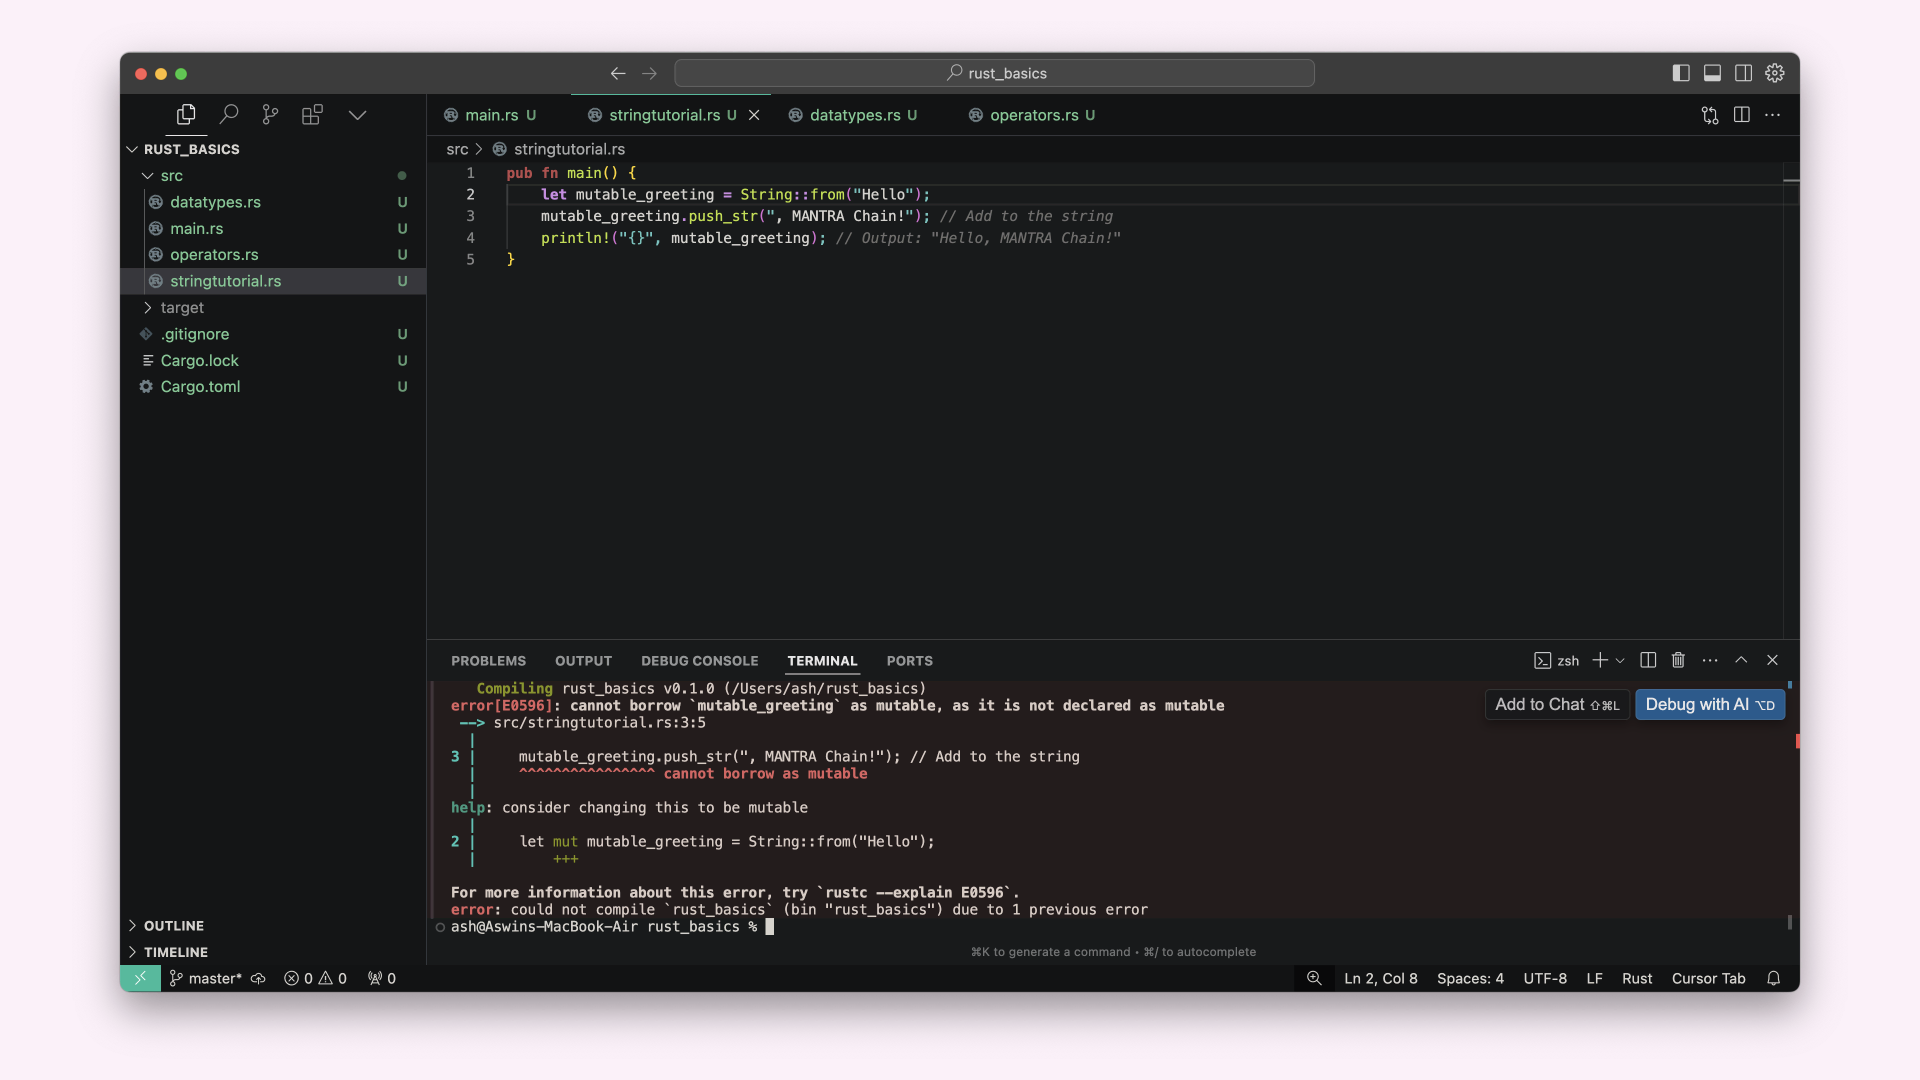 rust_basics
main.rs U
stringtutorial.rs U
datatypes.rs U
operators.rs U
RUST_BASICS
src
datatypes.rs U
main.rs U
operators.rs U
stringtutorial.rs U
target
.gitignore U
Cargo.lock U
Cargo.toml U
OUTLINE
TIMELINE
src > stringtutorial.rs
1 pub fn main() {
2 let mutable_greeting = String::from("Hello");
3 mutable_greeting.push_str(", MANTRA Chain!"); // Add to the string
4 println!("{}", mutable_greeting); // Output: "Hello, MANTRA Chain!"
5 }
PROBLEMS OUTPUT DEBUG CONSOLE TERMINAL PORTS
zsh
Compiling rust_basics v0.1.0 (/Users/ash/rust_basics)
error[E0596]: cannot borrow `mutable_greeting` as mutable, as it is not declared as mutable
--> src/stringtutorial.rs:3:5
|
3 | mutable_greeting.push_str(", MANTRA Chain!"); // Add to the string
| ^^^^^^^^^^^^^^^^ cannot borrow as mutable
|
help: consider changing this to be mutable
|
2 | let mut mutable_greeting = String::from("Hello");
| +++
For more information about this error, try `rustc --explain E0596`.
error: could not compile `rust_basics` (bin "rust_basics") due to 1 previous error
ash@Aswins-MacBook-Air rust_basics %
Add to Chat ⇧⌘L
Debug with AI ⌥D
⌘K to generate a command • ⌘/ to autocomplete
master* 0 0 0
Ln 2, Col 8 Spaces: 4 UTF-8 LF Rust Cursor Tab